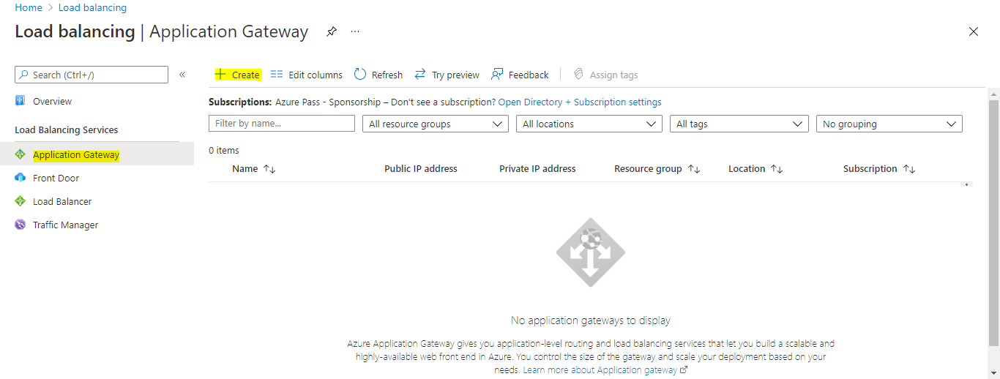 Home > Load balancing
Load balancing | Application Gateway ...
Search (Ctrl+/) «
Overview
Load Balancing Services
Application Gateway
Front Door
Load Balancer
Traffic Manager
+ Create Edit columns Refresh Try preview Feedback Assign tags
Subscriptions: Azure Pass - Sponsorship – Don't see a subscription? Open Directory + Subscription settings
Filter by name... All resource groups All locations All tags No grouping
0 items
Name ↑↓ Public IP address Private IP address Resource group ↑↓ Location ↑↓ Subscription ↑↓
No application gateways to display
Azure Application Gateway gives you application-level routing and load balancing services that let you build a scalable and
highly-available web front end in Azure. You control the size of the gateway and scale your deployment based on your
needs. Learn more about Application gateway